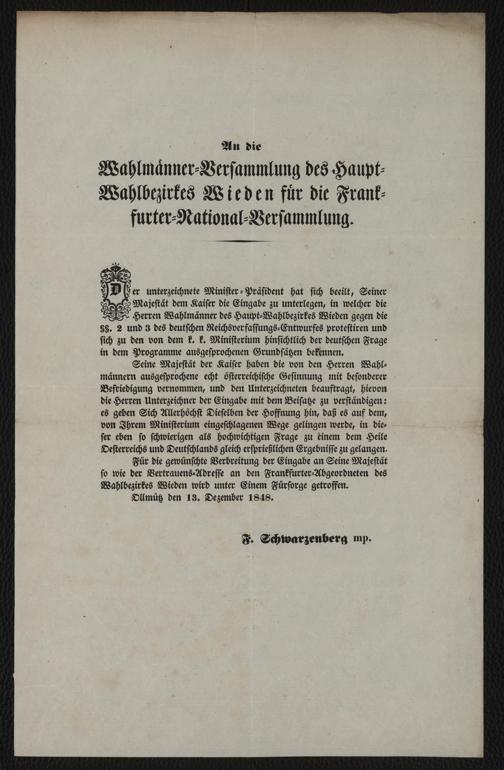 An die
Wahlmänner-Versammlung des Haupt-
Wahlbezirkes Wieden für die Frank-
furter-National-Versammlung.
Der unterzeichnete Minister-Präsident hat sich beeilt, Seiner
Majestät dem Kaiser die Eingabe zu unterlegen, in welcher die
Herren Wahlmänner des Haupt-Wahlbezirkes Wieden gegen die
§§. 2 und 3 des deutschen Reichsverfassungs-Entwurfes protestiren und
sich zu den von dem k. k. Ministerium hinsichtlich der deutschen Frage
in dem Programme ausgesprochenen Grundsätzen bekennen.
Seine Majestät der Kaiser haben die von den Herren Wahl-
männern ausgesprochene echt österreichische Gesinnung mit besonderer
Befriedigung vernommen, und den Unterzeichneten beauftragt, hievon
die Herren Unterzeichner der Eingabe mit dem Beisatze zu verständigen:
es geben Sich Allerhöchst Dieselben der Hoffnung hin, daß es auf dem,
von Ihrem Ministerium eingeschlagenen Wege gelingen werde, in die-
ser eben so schwierigen als hochwichtigen Frage zu einem dem Heile
Oesterreichs und Deutschlands gleich ersprießlichen Ergebnisse zu gelangen.
Für die gewünschte Verbreitung der Eingabe an Seine Majestät
so wie der Vertrauens-Adresse an den Frankfurter-Abgeordneten des
Wahlbezirkes Wieden wird unter Einem Fürsorge getroffen.
Ollmütz den 13. Dezember 1848.
F. Schwarzenberg mp.